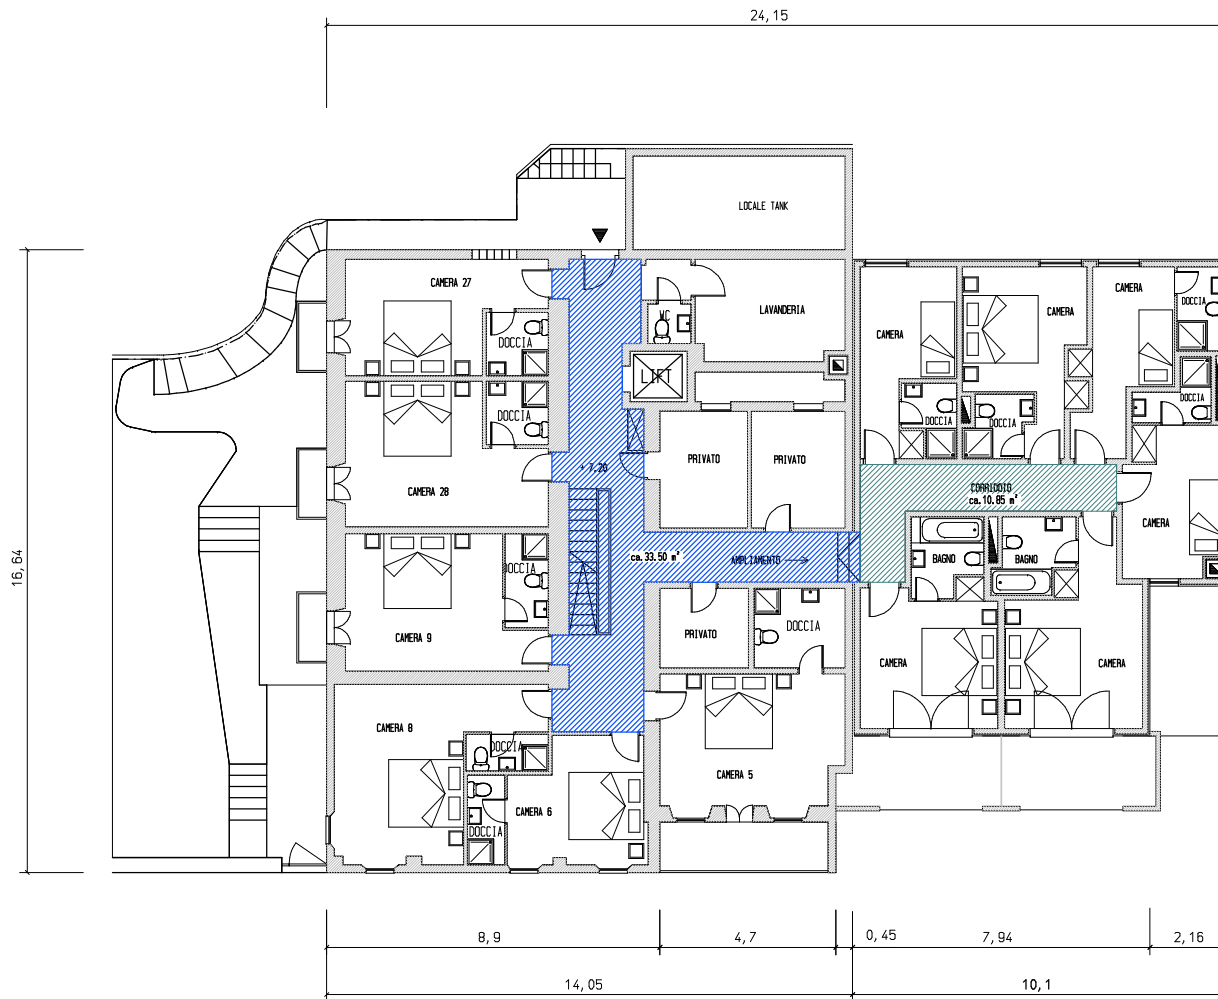 24,15
LOCALE TANK
CAMERA 27
DOCCIA
WC
LAVANDERIA
LIFT
CAMERA
CAMERA
CAMERA
DOCCIA
DOCCIA
DOCCIA
DOCCIA
DOCCIA
CAMERA 28
+ 7,20
PRIVATO
PRIVATO
CORRIDOIO
ca.10.85 m²
CAMERA
16,64
DOCCIA
ca.33.50 m²
AMPLIAMENTO
BAGNO
BAGNO
CAMERA 9
PRIVATO
DOCCIA
CAMERA
CAMERA
CAMERA 8
DOCCIA
CAMERA 5
CAMERA 6
DOCCIA
8,9
4,7
0,45
7,94
2,16
14,05
10,1